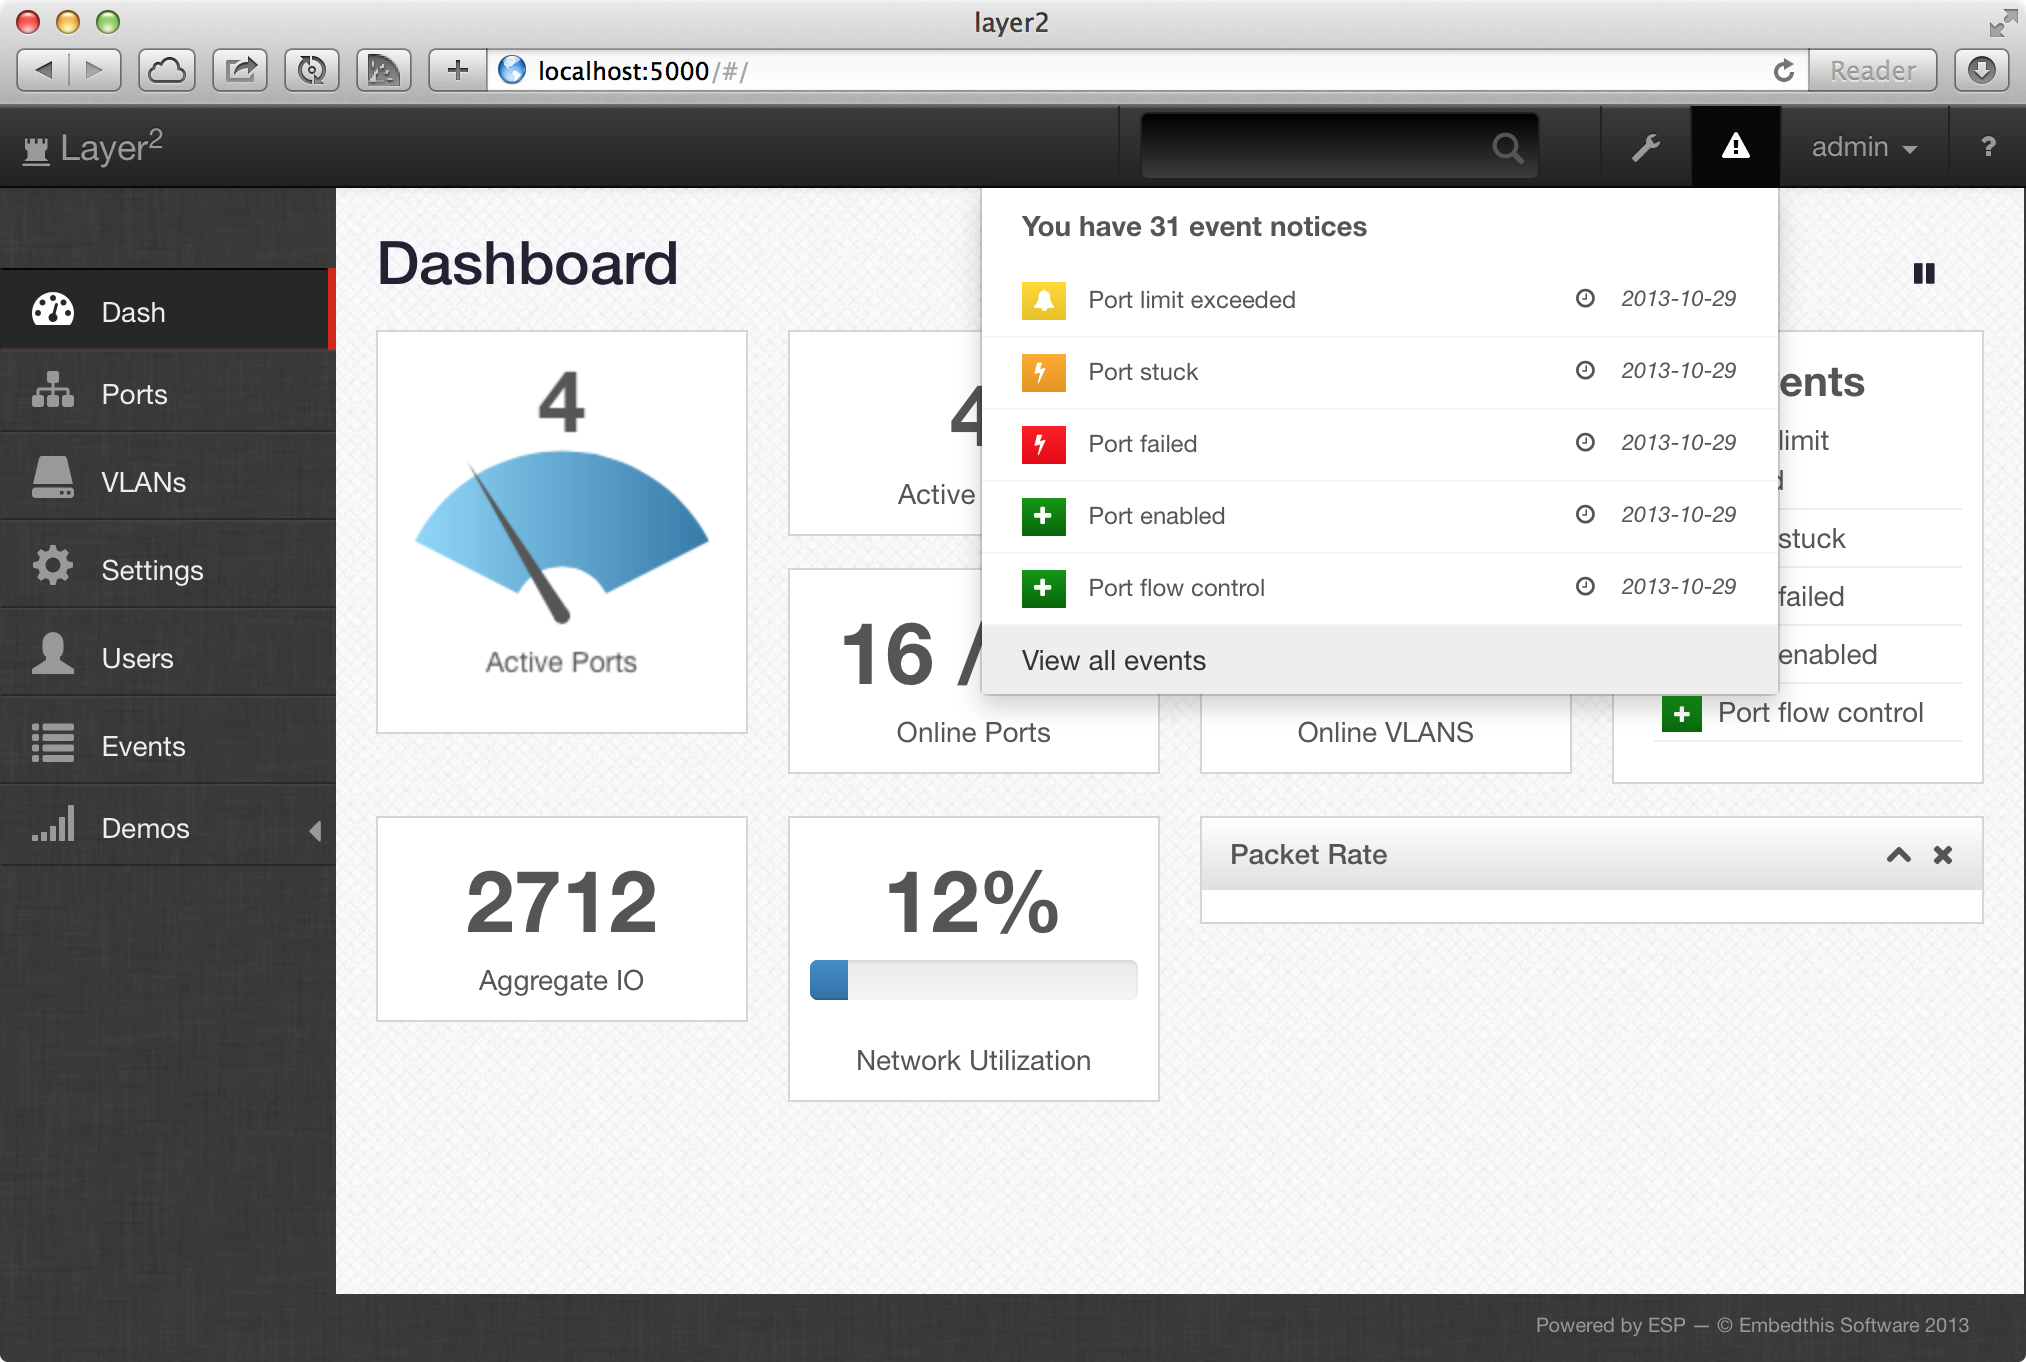 layer2
localhost:5000/#/
Reader
Layer2
admin
?
Dash
Ports
VLANs
Settings
Users
Events
Demos
Dashboard
You have 31 event notices
Port limit exceeded 2013-10-29
Port stuck 2013-10-29
Port failed 2013-10-29
Port enabled 2013-10-29
Port flow control 2013-10-29
View all events
4
Active Ports
4
Active
16 /
Online Ports
Online VLANS
ents
limit
stuck
failed
enabled
Port flow control
2712
Aggregate IO
12%
Network Utilization
Packet Rate
Powered by ESP — © Embedthis Software 2013